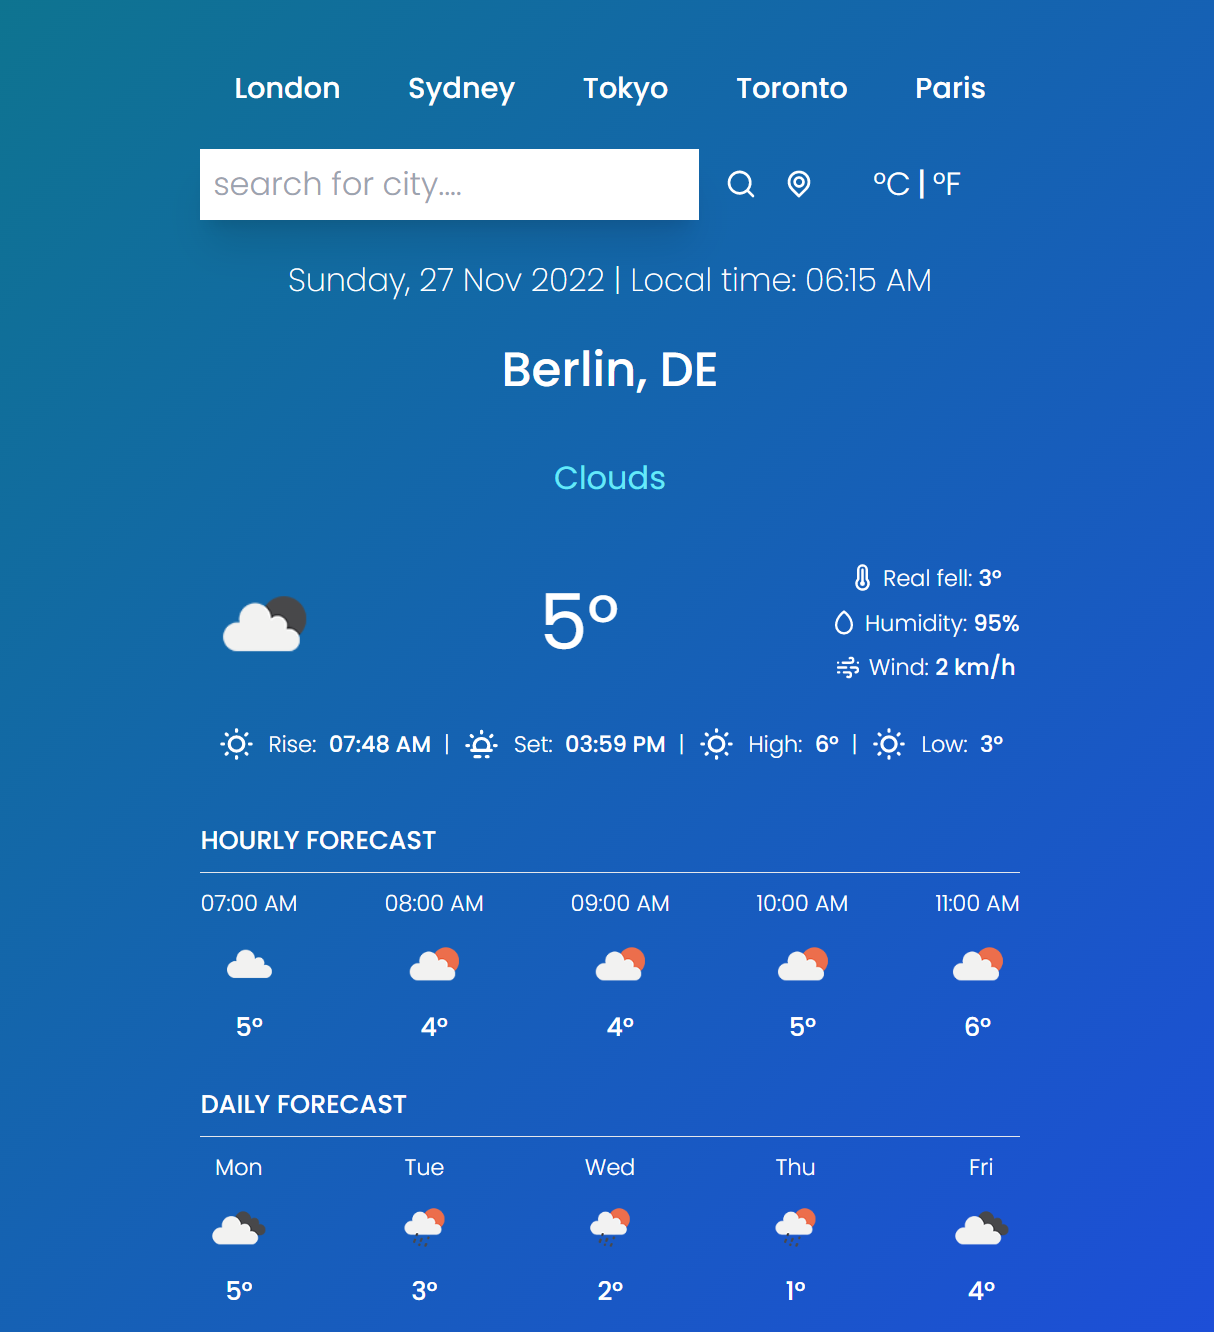 London Sydney Tokyo Toronto Paris
search for city.... °C | °F
Sunday, 27 Nov 2022 | Local time: 06:15 AM
Berlin, DE
Clouds
Real fell: 3°
5°
Humidity: 95%
Wind: 2 km/h
Rise: 07:48 AM | Set: 03:59 PM | High: 6° | Low: 3°
HOURLY FORECAST
07:00 AM 08:00 AM 09:00 AM 10:00 AM 11:00 AM
5° 4° 4° 5° 6°
DAILY FORECAST
Mon Tue Wed Thu Fri
5° 3° 2° 1° 4°